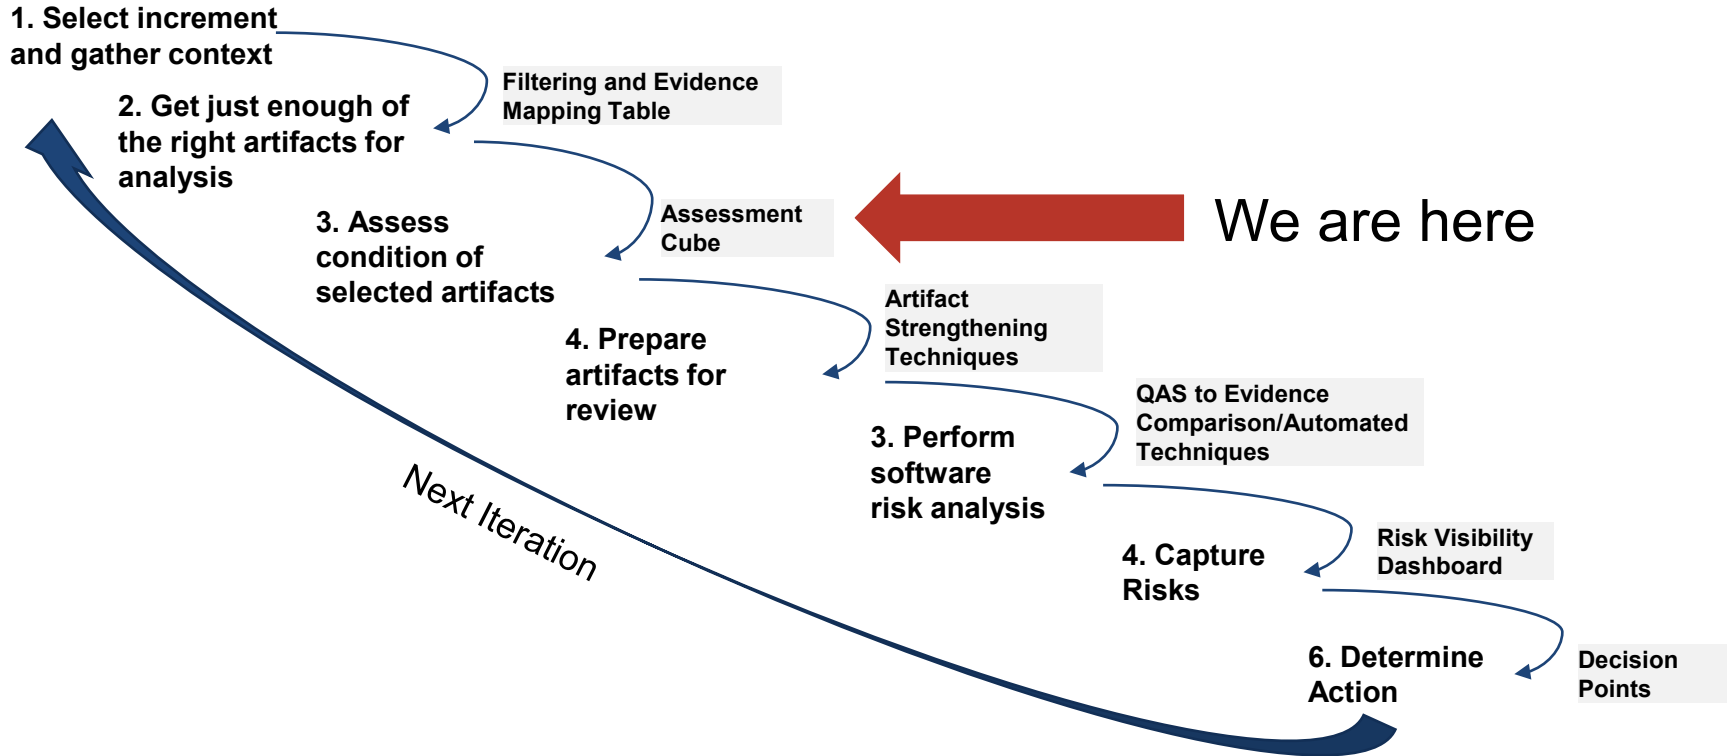 1. Select increment
and gather context
Filtering and Evidence
Mapping Table
2. Get just enough of
the right artifacts for
analysis
Assessment
Cube
We are here
3. Assess
condition of
selected artifacts
Artifact
Strengthening
Techniques
4. Prepare
artifacts for
review
QAS to Evidence
Comparison/Automated
Techniques
3. Perform
software
risk analysis
Next Iteration
Risk Visibility
Dashboard
4. Capture
Risks
Decision
Points
6. Determine
Action